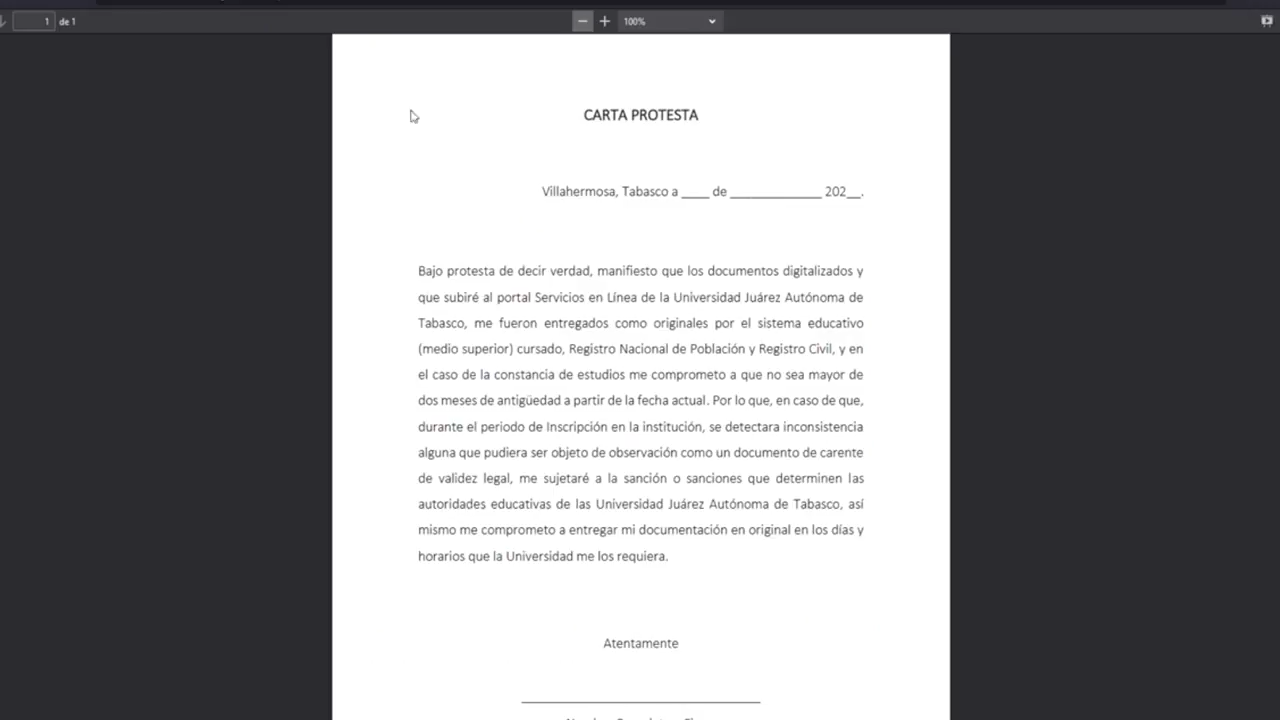 1 de 1
100%
CARTA PROTESTA
Villahermosa, Tabasco a ____ de _____________ 202__.
Bajo protesta de decir verdad, manifiesto que los documentos digitalizados y
que subiré al portal Servicios en Línea de la Universidad Juárez Autónoma de
Tabasco, me fueron entregados como originales por el sistema educativo
(medio superior) cursado, Registro Nacional de Población y Registro Civil, y en
el caso de la constancia de estudios me comprometo a que no sea mayor de
dos meses de antigüedad a partir de la fecha actual. Por lo que, en caso de que,
durante el periodo de Inscripción en la institución, se detectara inconsistencia
alguna que pudiera ser objeto de observación como un documento de carente
de validez legal, me sujetaré a la sanción o sanciones que determinen las
autoridades educativas de las Universidad Juárez Autónoma de Tabasco, así
mismo me comprometo a entregar mi documentación en original en los días y
horarios que la Universidad me los requiera.
Atentamente